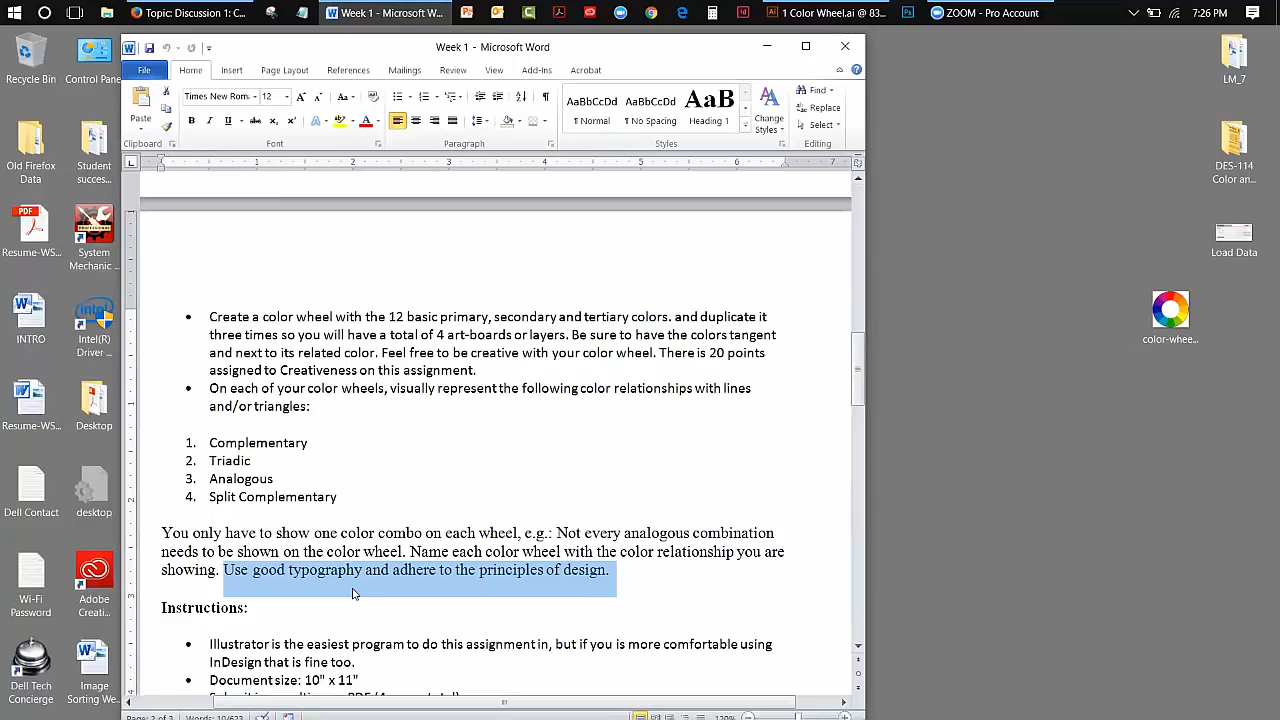 Topic: Discussion 1: C...
Week 1 - Microsoft W...
1 Color Wheel.ai @ 83...
ZOOM - Pro Account
7:26 PM
Week 1 - Microsoft Word
File
Home
Insert
Page Layout
References
Mailings
Review
View
Add-Ins
Acrobat
Paste
Times New Rom
12
AaBbCcDd
AaBbCcDd
AaB
¶ Normal
¶ No Spacing
Heading 1
Change
Styles
Find
Replace
Select
Clipboard
Font
Paragraph
Styles
Editing
1 2 3 4 5 6 7
• Create a color wheel with the 12 basic primary, secondary and tertiary colors. and duplicate it
three times so you will have a total of 4 art-boards or layers. Be sure to have the colors tangent
and next to its related color. Feel free to be creative with your color wheel. There is 20 points
assigned to Creativeness on this assignment.
• On each of your color wheels, visually represent the following color relationships with lines
and/or triangles:
1. Complementary
2. Triadic
3. Analogous
4. Split Complementary
You only have to show one color combo on each wheel, e.g.: Not every analogous combination
needs to be shown on the color wheel. Name each color wheel with the color relationship you are
showing. Use good typography and adhere to the principles of design.
Instructions:
• Illustrator is the easiest program to do this assignment in, but if you is more comfortable using
InDesign that is fine too.
• Document size: 10" x 11"
Words: 10/623
120%
Recycle Bin
Control Pane
Old Firefox
Data
Student
succes...
PDF
Resume-WS...
System
Mechanic ...
INTRO
Intel(R)
Driver ...
Resume-WS...
Desktop
Dell Contact
desktop
Wi-Fi
Password
Adobe
Creati...
Dell Tech
Concierge
Image
Sorting We...
LM_7
DES-114
Color an...
Load Data
color-whee...